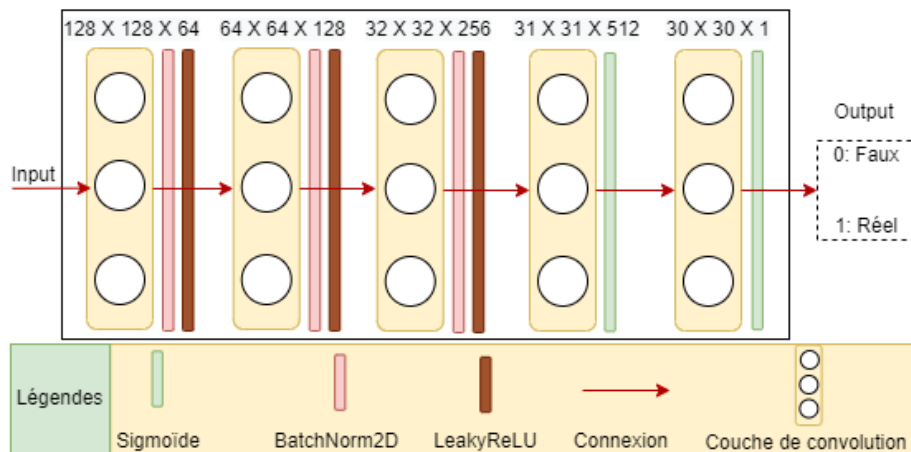 128 X 128 X 64 64 X 64 X 128 32 X 32 X 256 31 X 31 X 512 30 X 30 X 1
Output
Input
0: Faux
1: Réel
Légendes
Sigmoïde BatchNorm2D LeakyReLU Connexion Couche de convolution